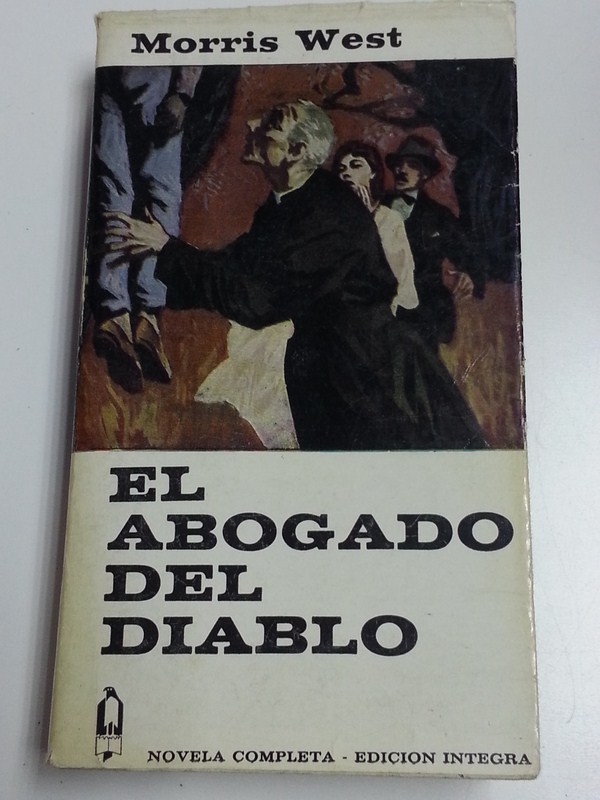 Morris West
EL
ABOGADO
DEL
DIABLO
NOVELA COMPLETA - EDICION INTEGRA